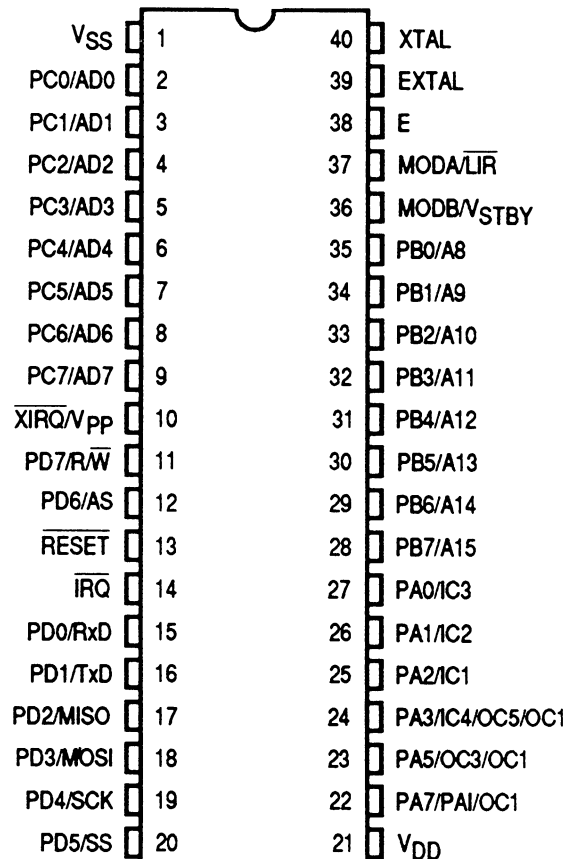 VSS 1 40 XTAL
PC0/AD0 2 39 EXTAL
PC1/AD1 3 38 E
PC2/AD2 4 37 MODA/L̅I̅R̅
PC3/AD3 5 36 MODB/VSTBY
PC4/AD4 6 35 PB0/A8
PC5/AD5 7 34 PB1/A9
PC6/AD6 8 33 PB2/A10
PC7/AD7 9 32 PB3/A11
X̅I̅R̅Q̅/VPP 10 31 PB4/A12
PD7/R/W̅ 11 30 PB5/A13
PD6/AS 12 29 PB6/A14
R̅E̅S̅E̅T̅ 13 28 PB7/A15
I̅R̅Q̅ 14 27 PA0/IC3
PD0/RxD 15 26 PA1/IC2
PD1/TxD 16 25 PA2/IC1
PD2/MISO 17 24 PA3/IC4/OC5/OC1
PD3/MOSI 18 23 PA5/OC3/OC1
PD4/SCK 19 22 PA7/PAI/OC1
PD5/SS 20 21 VDD